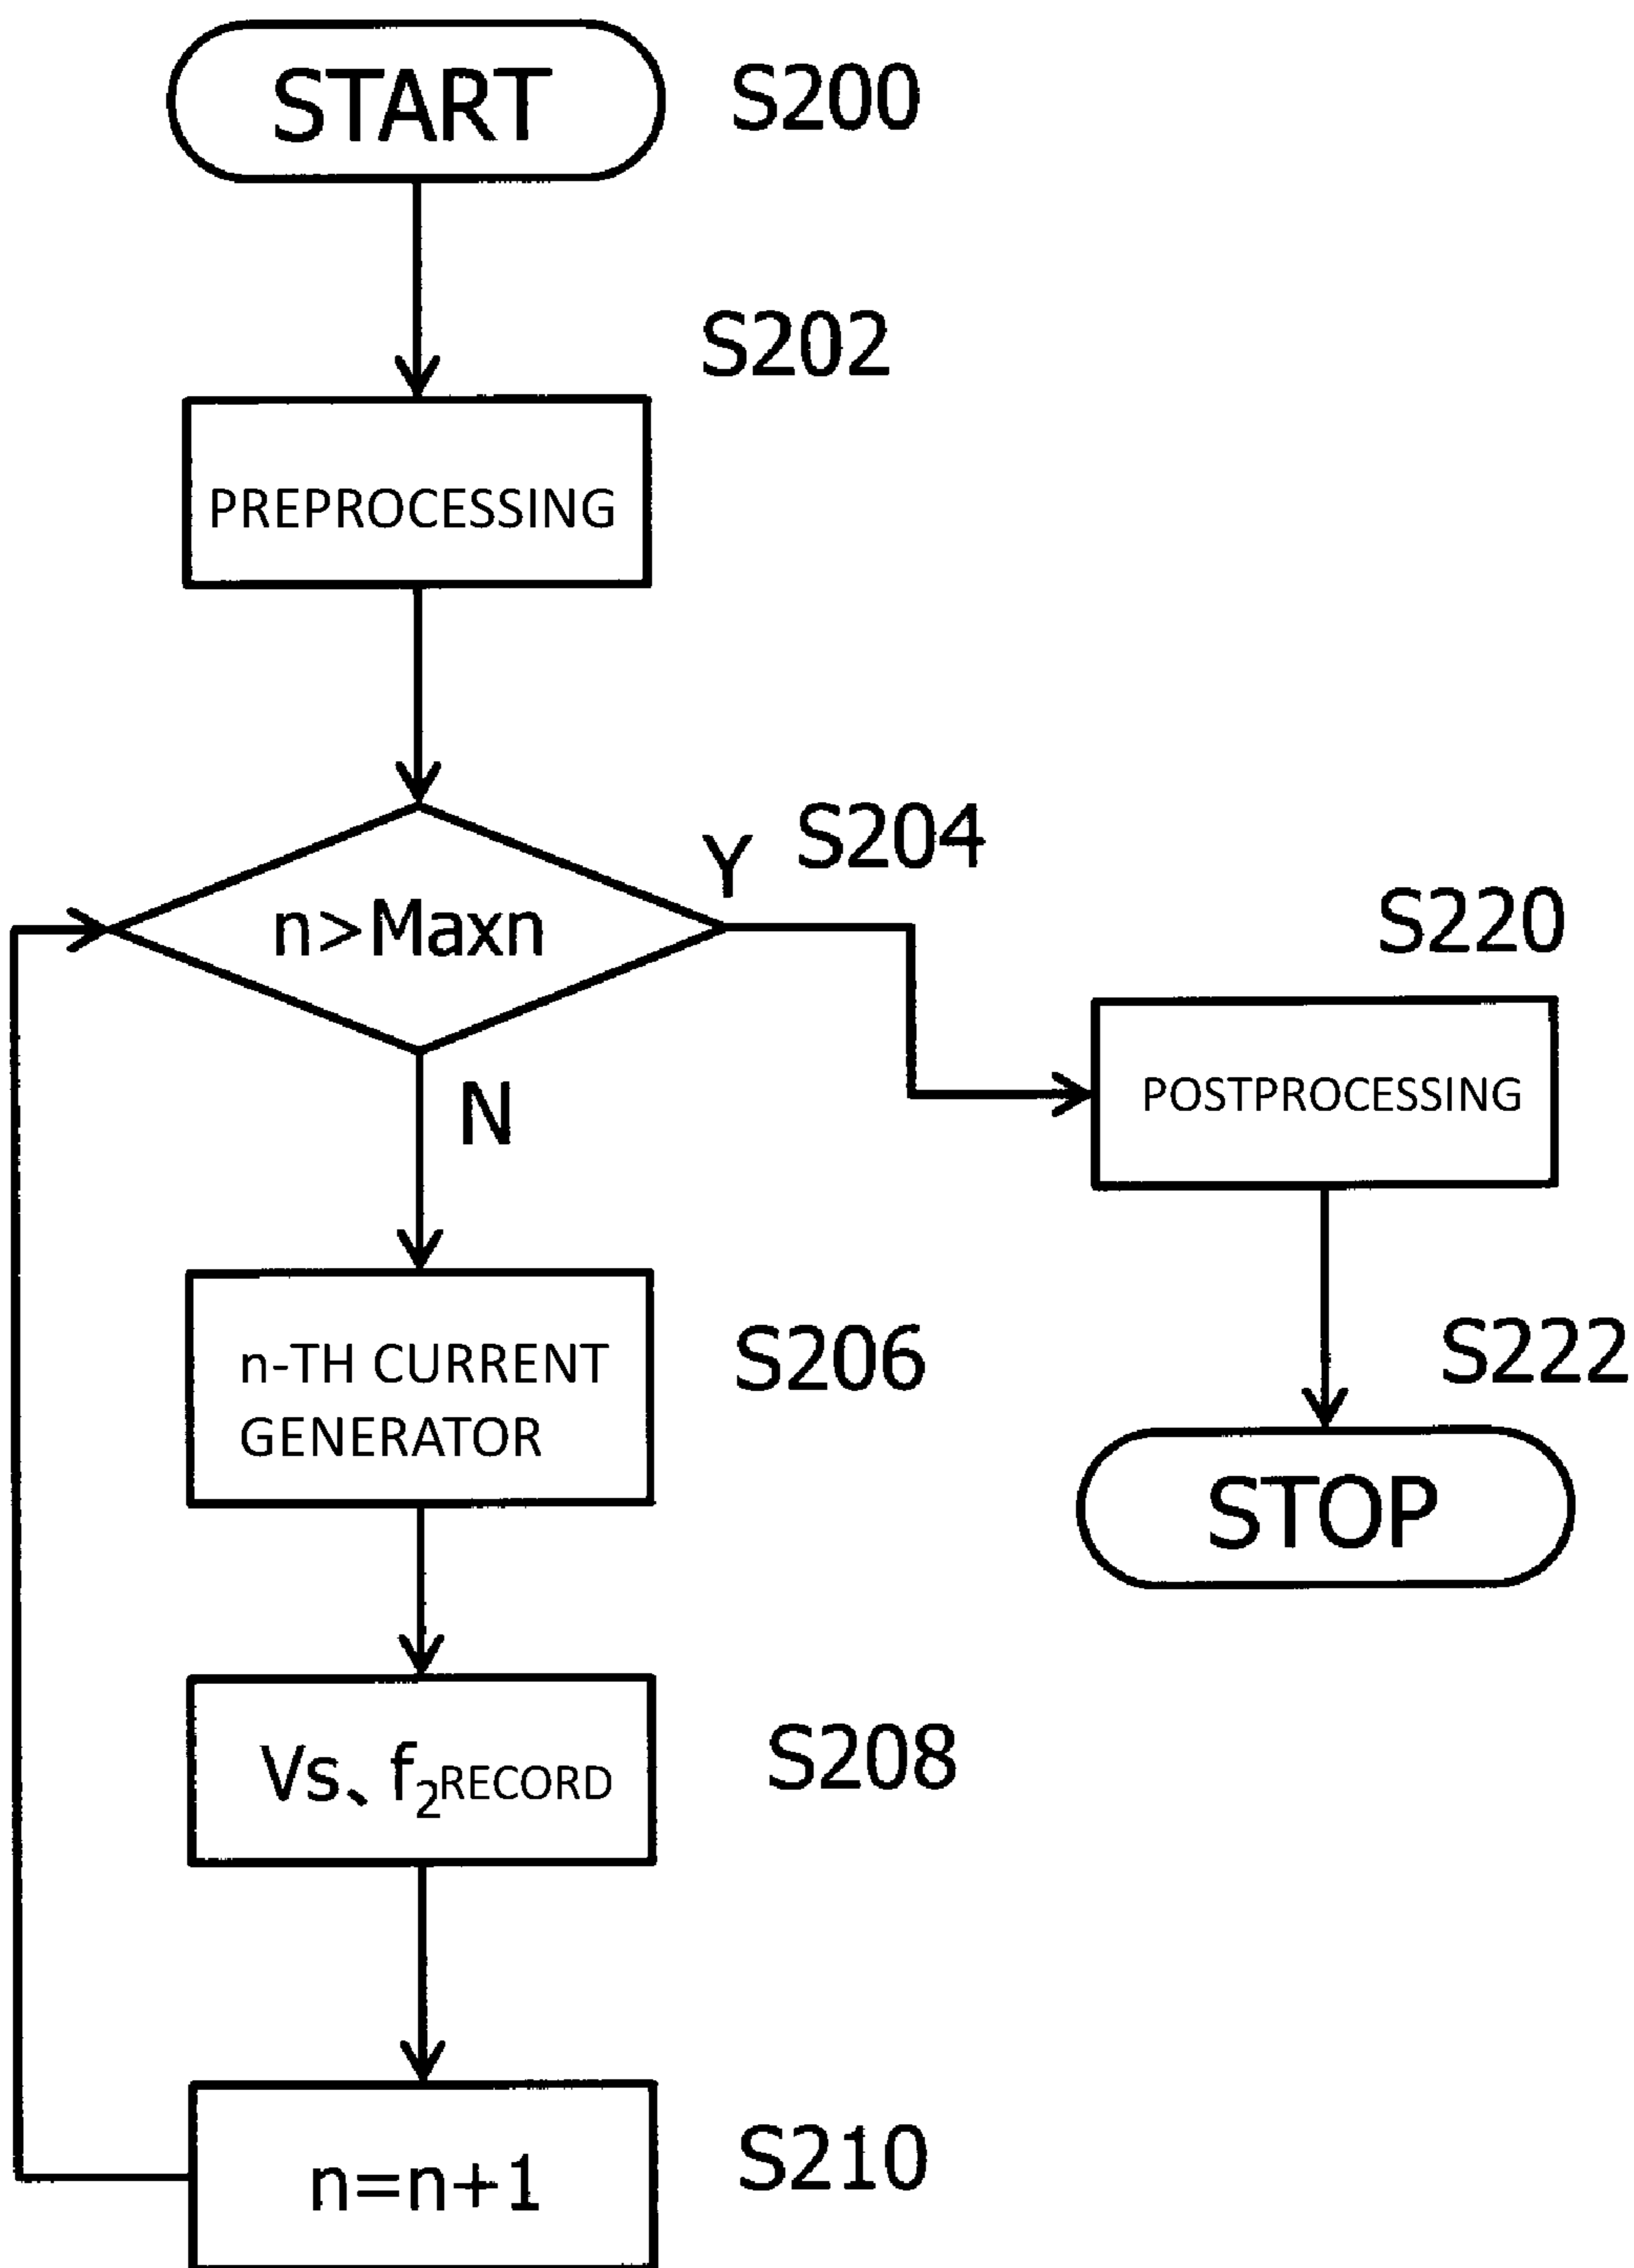 START
S200
S202
PREPROCESSING
S204
Y
n>Maxn
S220
N
POSTPROCESSING
n-TH CURRENT
GENERATOR
S206
S222
STOP
Vs、f₂RECORD
S208
n=n+1
S210